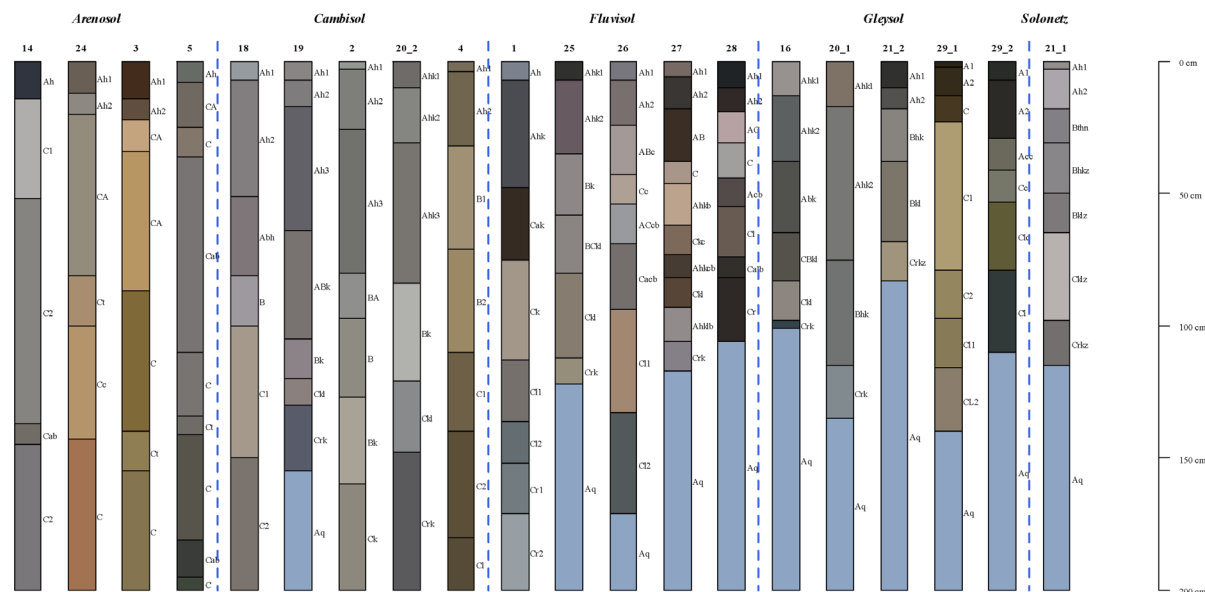 Arenosol Cambisol Fluvisol Gleysol Solonetz
14 24 3 5 18 19 2 20_2 4 1 25 26 27 28 16 20_1 21_2 29_1 29_2 21_1
Ah
C1
C2
Cab
C2
Ah1
Ah2
CA
Ct
Cc
C
Ah1
Ah2
CA
CA
C
Ct
C
Ah
CA
C
Cab
C
Ct
C
Cab
C
Ah1
Ah2
Abh
B
C1
C2
Ah1
Ah2
Ah3
ABk
Bk
Ckl
Crk
Aq
Ah1
Ah2
Ah3
BA
B
Bk
Ck
Ahk1
Ahk2
Ahk3
Bk
Ckl
Crk
Ah1
Ah2
B1
B2
C1
C2
Cl
Ah
Ahk
Cak
Ck
Cl1
Cl2
Cr1
Cr2
Ahk1
Ahk2
Bk
BCkl
Ckl
Crk
Aq
Ah1
Ah2
ABc
Cc
ACcb
Cacb
Cl1
Cl2
Aq
Ah1
Ah2
AB
C
Ahkb
Ckc
Ahkcb
Ckl
Ahklb
Crk
Aq
Ah1
Ah2
AC
C
Acb
Cl
Calb
Cr
Aq
Ahk1
Ahk2
Abk
CBkl
Ckl
Crk
Aq
Ahk1
Ahk2
Bhk
Crk
Aq
Ah1
Ah2
Bhk
Bkl
Crkz
Aq
A1
A2
C
C1
C2
Cl1
CL2
Aq
A1
A2
Acc
Cc
Clc
Cl
Aq
Ah1
Ah2
Bthn
Bhkz
Bklz
Cklz
Crkz
Aq
0 cm
50 cm
100 cm
150 cm
200 cm